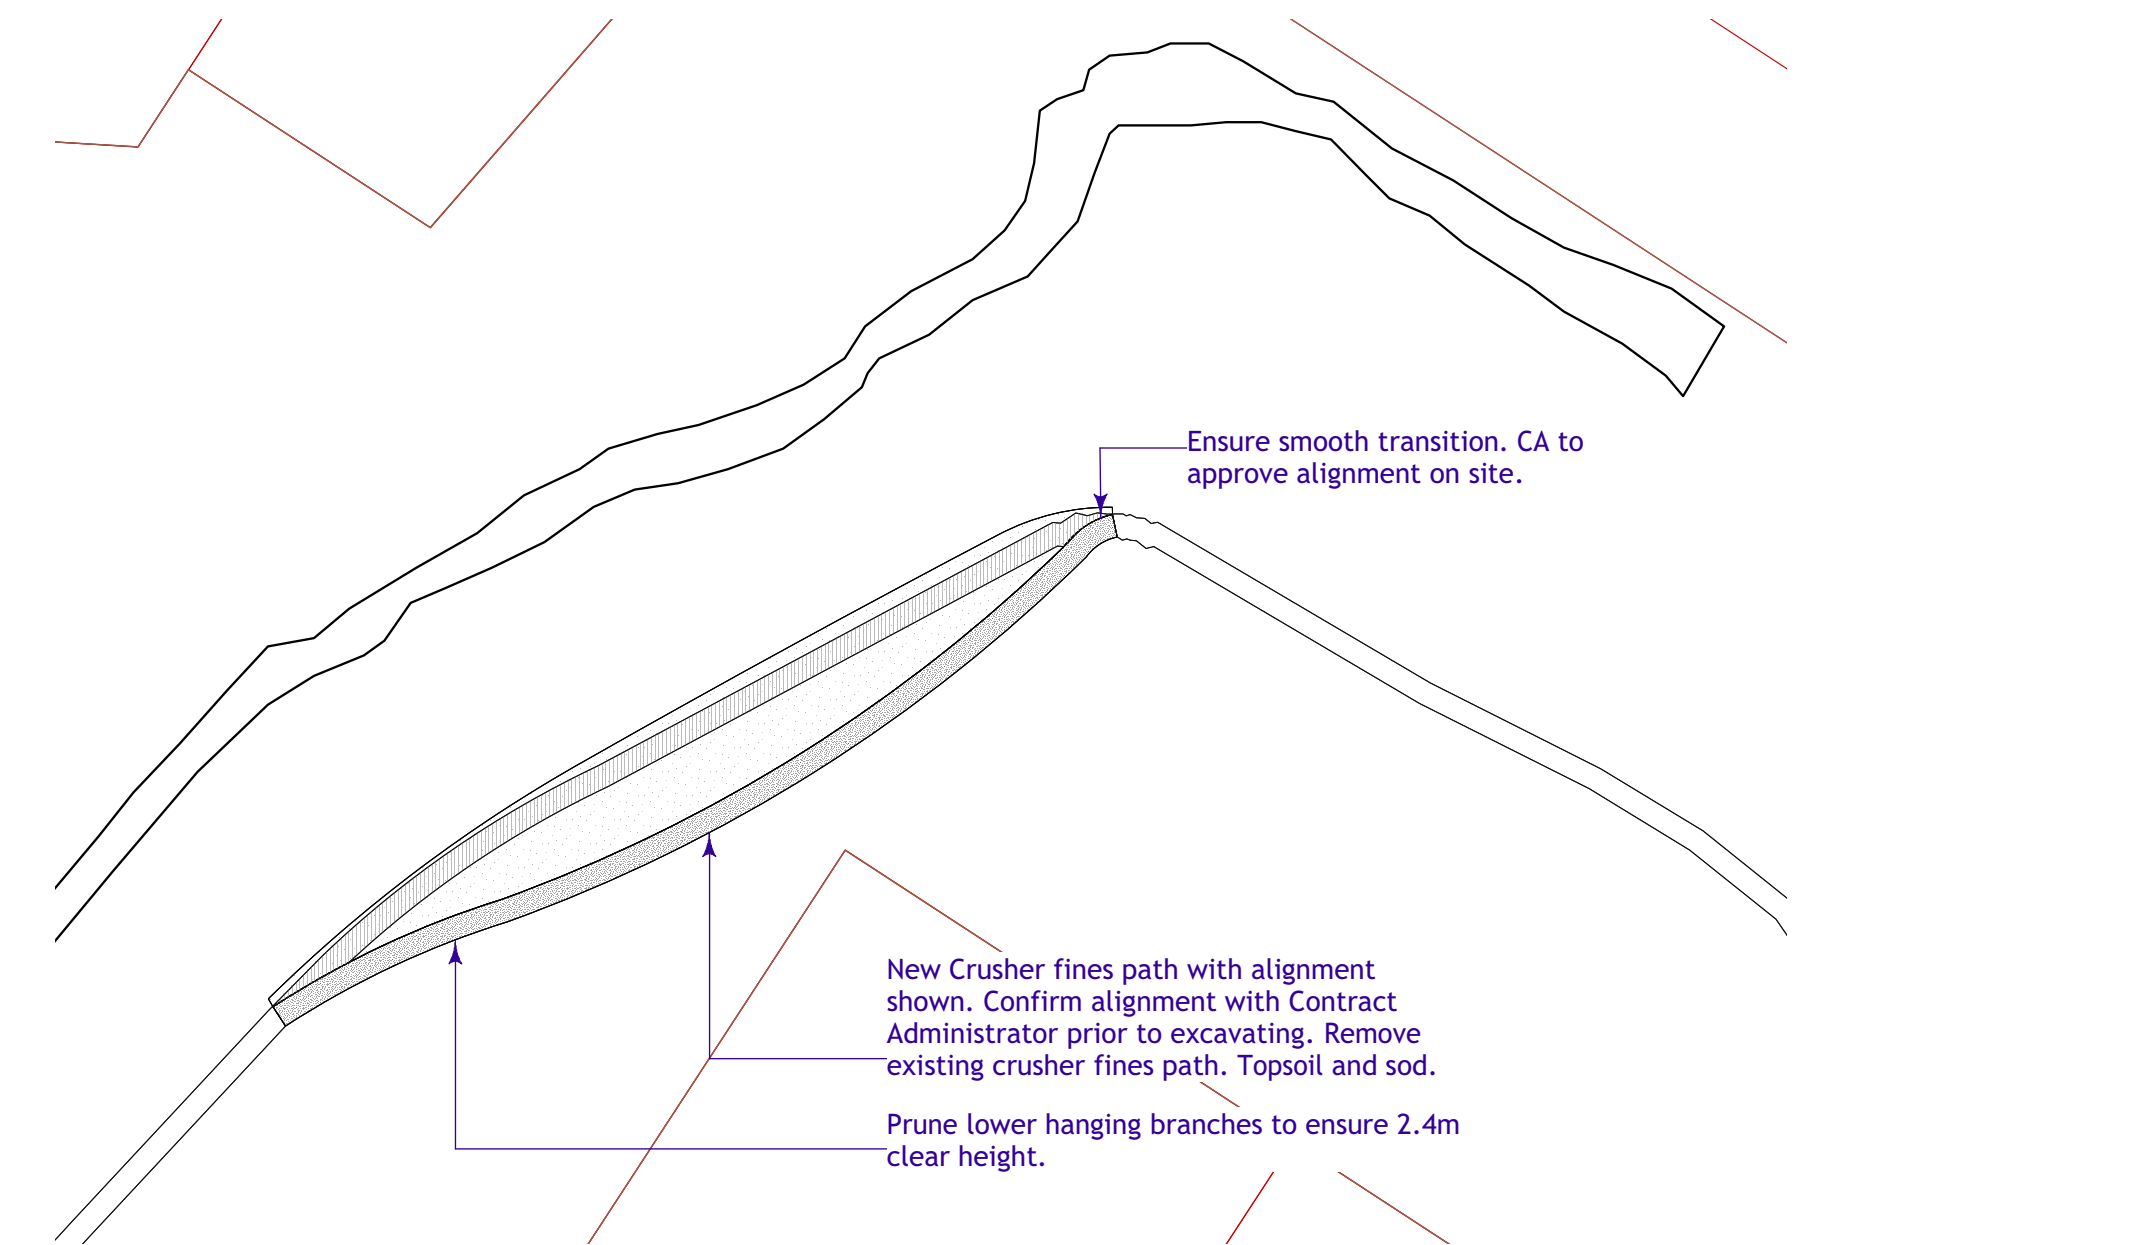 Ensure smooth transition. CA to
approve alignment on site.
New Crusher fines path with alignment
shown. Confirm alignment with Contract
Administrator prior to excavating. Remove
existing crusher fines path. Topsoil and sod.
Prune lower hanging branches to ensure 2.4m
clear height.